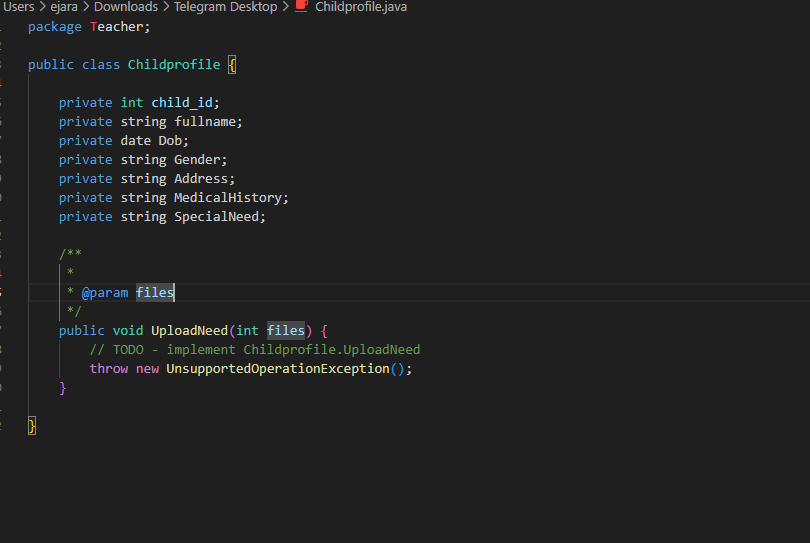 Users > ejara > Downloads > Telegram Desktop > Childprofile.java
package Teacher;
public class Childprofile {
private int child_id;
private string fullname;
private date Dob;
private string Gender;
private string Address;
private string MedicalHistory;
private string SpecialNeed;
/**
*
* @param files
*/
public void UploadNeed(int files) {
// TODO - implement Childprofile.UploadNeed
throw new UnsupportedOperationException();
}
}